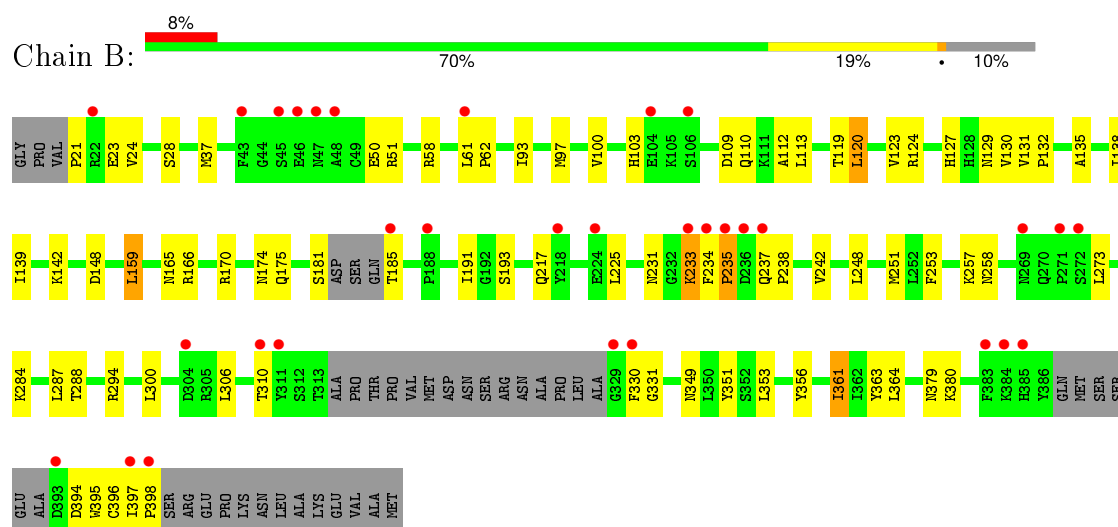 8%
Chain B:
70% 19% • 10%
GLY PRO VAL P21 R22 E23 V24 S28 M37 F43 C44 S45 E46 N47 A48 C49 E50 R51 R58 L61 P62 I93 M97 V100 H103 E104 K105 S106 D109 Q110 K111 A112 L113 T119 L120 V123 R124 H127 H128 N129 V130 V131 P132 A135 I138
I139 K142 D148 L159 N165 R166 R170 N174 Q175 S181 ASP SER GLN T185 P188 I191 G192 S193 Q217 Y218 E224 L225 N231 G232 K233 F234 P235 D236 Q237 P238 V242 L248 M251 L252 F253 K257 N258 N269 Q270 P271 S272 L273
K284 L287 T288 R294 L300 D304 R305 L306 T310 Y311 S312 T313 ALA PRO THR PRO VAL MET ASP ASN SER ARG ASN ALA PRO LEU ALA G329 F330 G331 N349 L350 Y351 S352 L353 Y356 I361 I362 Y363 L364 N379 K380 F383 K384 H385 Y386 GLN MET SER SER
GLU ALA D393 D394 W395 C396 I397 P398 SER ARG GLU PRO LYS ASN LEU ALA LYS GLU VAL ALA MET